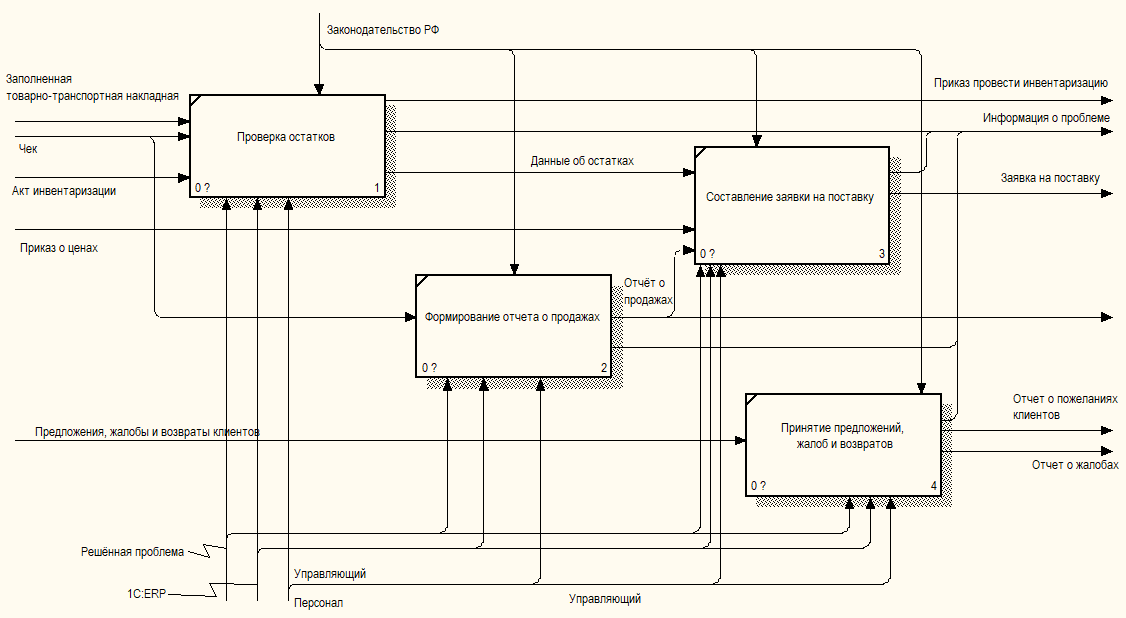 Законодательство РФ
Заполненная
товарно-транспортная накладная
Приказ провести инвентаризацию
Информация о проблеме
Проверка остатков
Чек
0 ?
1
Данные об остатках
Заявка на поставку
Акт инвентаризации
Составление заявки на поставку
Приказ о ценах
0 ?
3
Отчёт о
продажах
Формирование отчета о продажах
0 ?
2
Отчет о пожеланиях
клиентов
Предложения, жалобы и возвраты клиентов
Принятие предложений,
жалоб и возвратов
Отчет о жалобах
0 ?
4
Решённая проблема
Управляющий
1С:ERP
Персонал
Управляющий